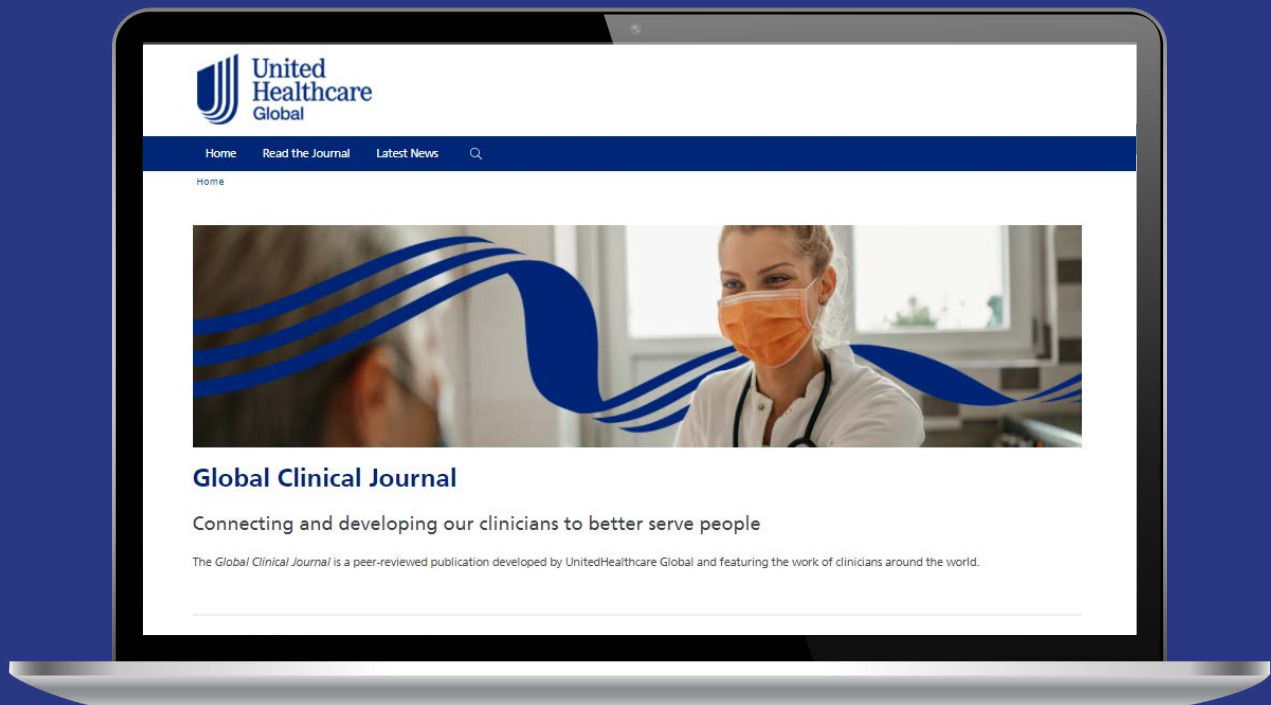 United
Healthcare
Global
Home Read the Journal Latest News
Home
Global Clinical Journal
Connecting and developing our clinicians to better serve people
The Global Clinical Journal is a peer-reviewed publication developed by UnitedHealthcare Global and featuring the work of clinicians around the world.